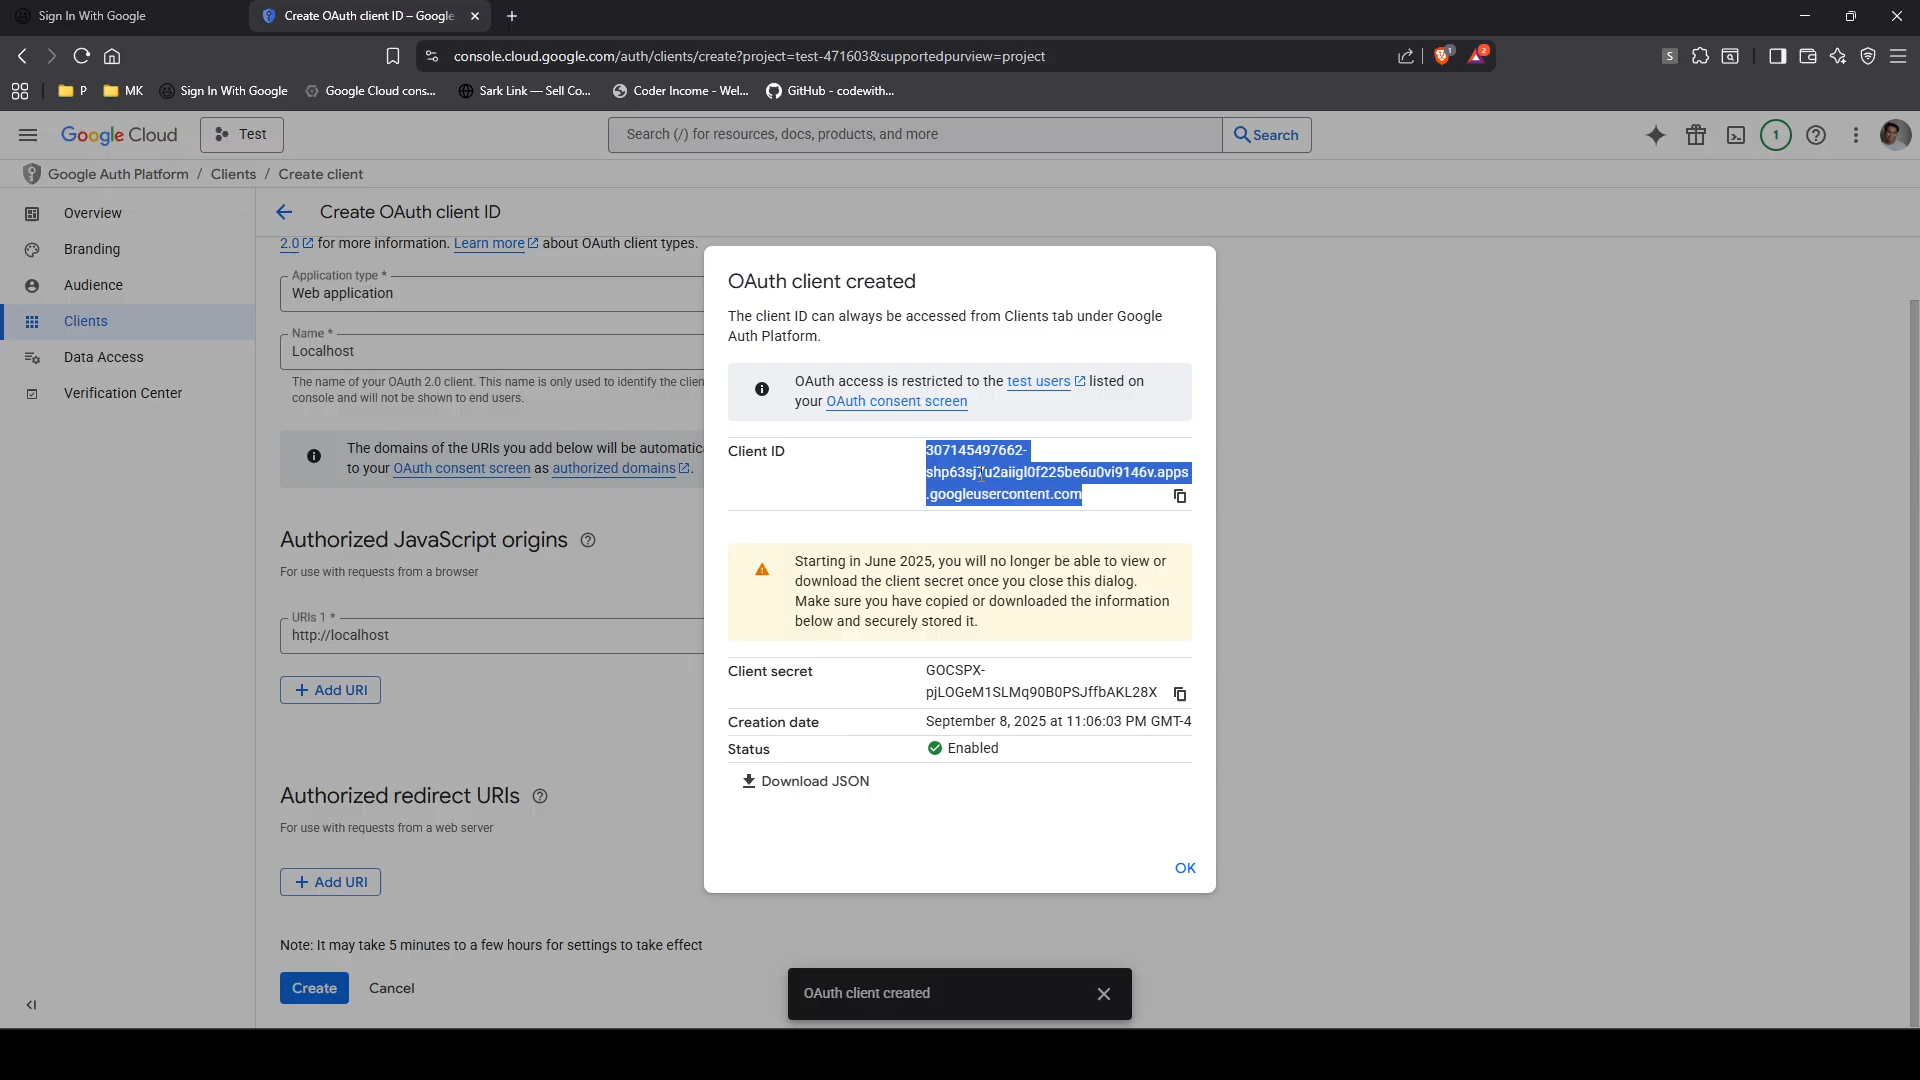 Sign In With Google
Create OAuth client ID – Google
console.cloud.google.com/auth/clients/create?project=test-471603&supportedpurview=project
S
1
2
P
MK
Sign In With Google
Google Cloud cons...
Sark Link — Sell Co...
Coder Income - Wel...
GitHub - codewith...
Google Cloud
Test
Search (/) for resources, docs, products, and more
Search
1
Google Auth Platform / Clients / Create client
Overview
Branding
Audience
Clients
Data Access
Verification Center
Create OAuth client ID
2.0 for more information. Learn more about OAuth client types.
Application type *
Web application
Name *
Localhost
The name of your OAuth 2.0 client. This name is only used to identify the clien
console and will not be shown to end users.
The domains of the URIs you add below will be automatica
to your OAuth consent screen as authorized domains.
Authorized JavaScript origins
For use with requests from a browser
URIs 1 *
http://localhost
Add URI
Authorized redirect URIs
For use with requests from a web server
Add URI
Note: It may take 5 minutes to a few hours for settings to take effect
Create
Cancel
OAuth client created
The client ID can always be accessed from Clients tab under Google
Auth Platform.
OAuth access is restricted to the test users listed on
your OAuth consent screen
Client ID
307145497662-
.googleusercontent.com
Starting in June 2025, you will no longer be able to view or
download the client secret once you close this dialog.
Make sure you have copied or downloaded the information
below and securely stored it.
Client secret
GOCSPX-
pjLOGeM1SLMq90B0PSJffbAKL28X
Creation date
September 8, 2025 at 11:06:03 PM GMT-4
Status
Enabled
Download JSON
OK
OAuth client created